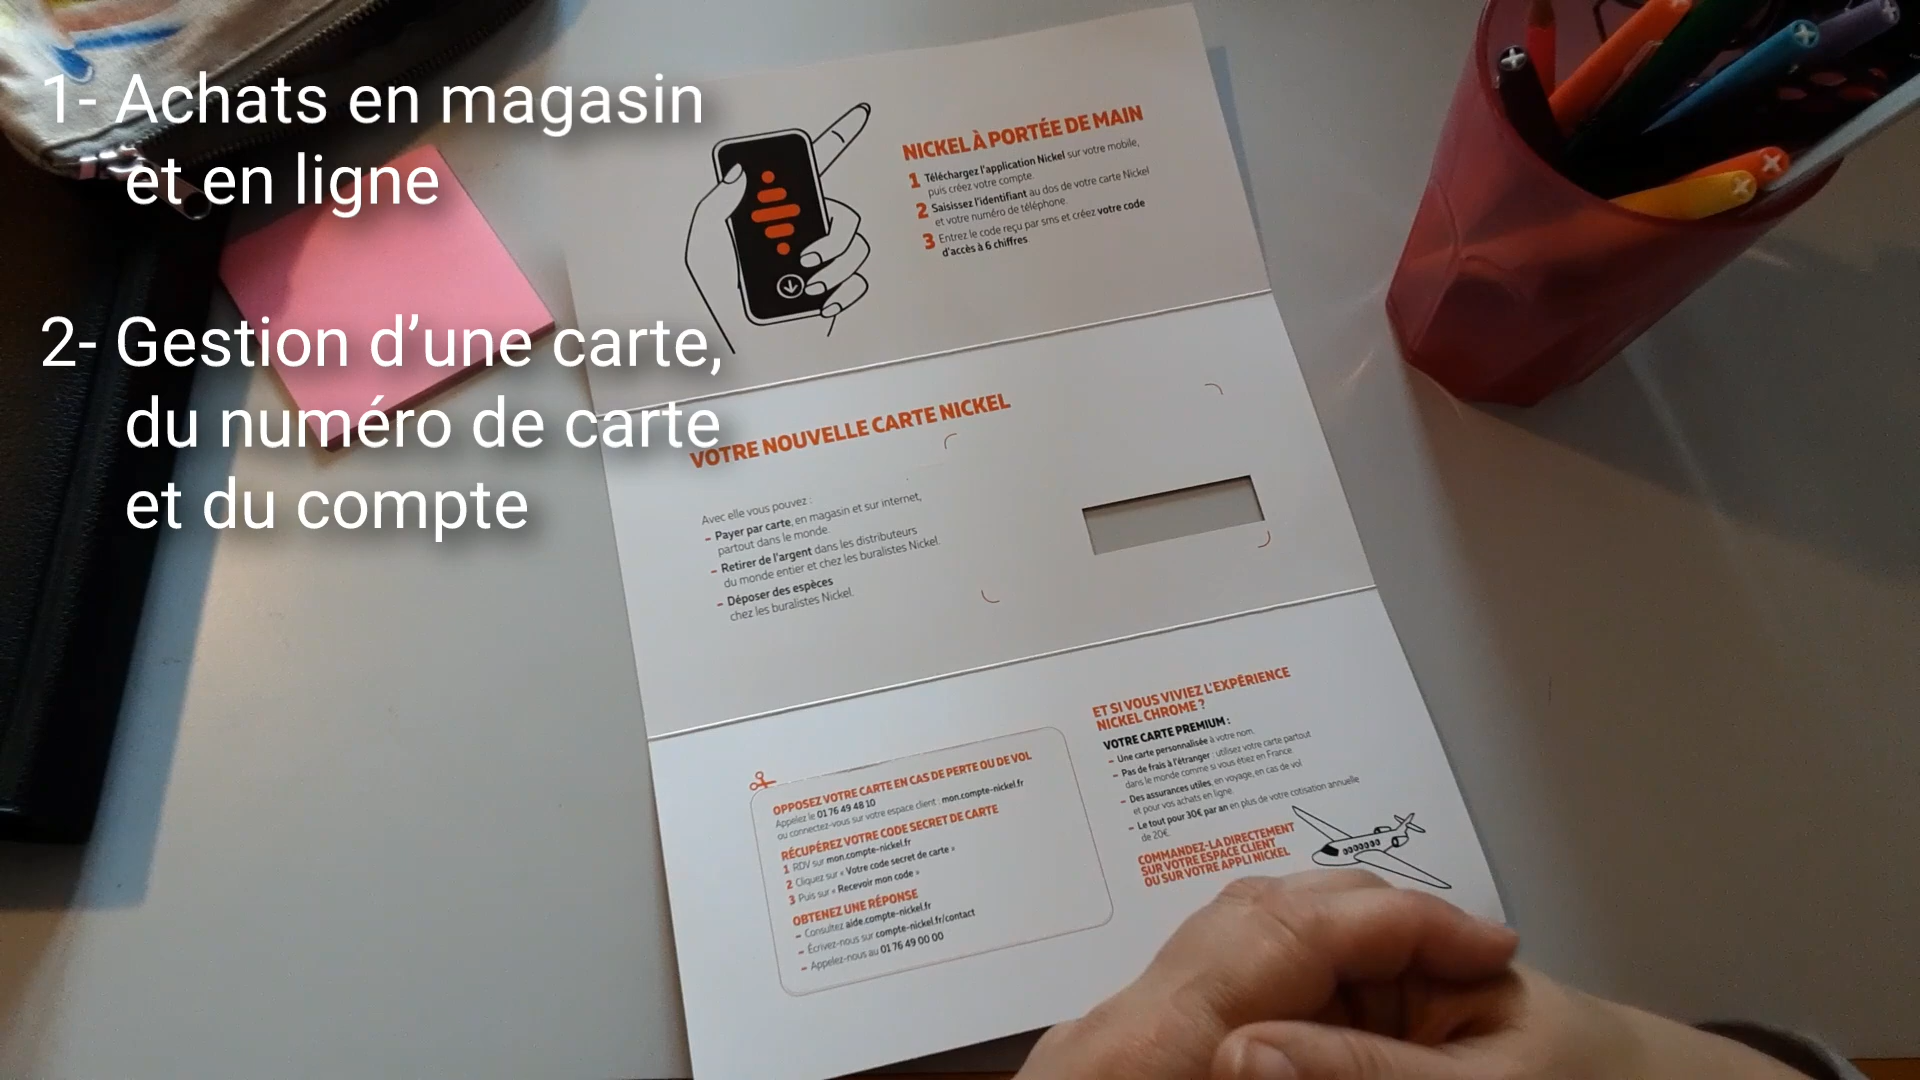 1- Achats en magasin
et en ligne
2- Gestion d’une carte,
du numéro de carte
et du compte
NICKEL À PORTÉE DE MAIN
1 Téléchargez l'application Nickel sur votre mobile,
puis créez votre compte.
2 Saisissez l'identifiant au dos de votre carte Nickel
et votre numéro de téléphone.
3 Entrez le code reçu par sms et créez votre code
d'accès à 6 chiffres
VOTRE NOUVELLE CARTE NICKEL
Avec elle vous pouvez :
– Payer par carte, en magasin et sur internet,
partout dans le monde.
– Retirer de l'argent dans les distributeurs
du monde entier et chez les buralistes Nickel.
– Déposer des espèces
chez les buralistes Nickel.
OPPOSEZ VOTRE CARTE EN CAS DE PERTE OU DE VOL
Appelez le 01 76 49 48 10
ou connectez-vous sur votre espace client : mon.compte-nickel.fr
RÉCUPÉREZ VOTRE CODE SECRET DE CARTE
1 RDV sur mon.compte-nickel.fr
2 Cliquez sur « Votre code secret de carte »
3 Puis sur « Recevoir mon code »
OBTENEZ UNE RÉPONSE
– Consultez aide.compte-nickel.fr
– Écrivez-nous sur compte-nickel.fr/contact
– Appelez-nous au 01 76 49 00 00
ET SI VOUS VIVIEZ L'EXPÉRIENCE
NICKEL CHROME ?
VOTRE CARTE PREMIUM :
– Une carte personnalisée à votre nom.
– Pas de frais à l'étranger : utilisez votre carte partout
dans le monde comme si vous étiez en France.
– Des assurances utiles, en voyage, en cas de vol
et pour vos achats en ligne.
– Le tout pour 30€ par an en plus de votre cotisation annuelle
de 20€.
COMMANDEZ-LA DIRECTEMENT
SUR VOTRE ESPACE CLIENT
OU SUR VOTRE APPLI NICKEL